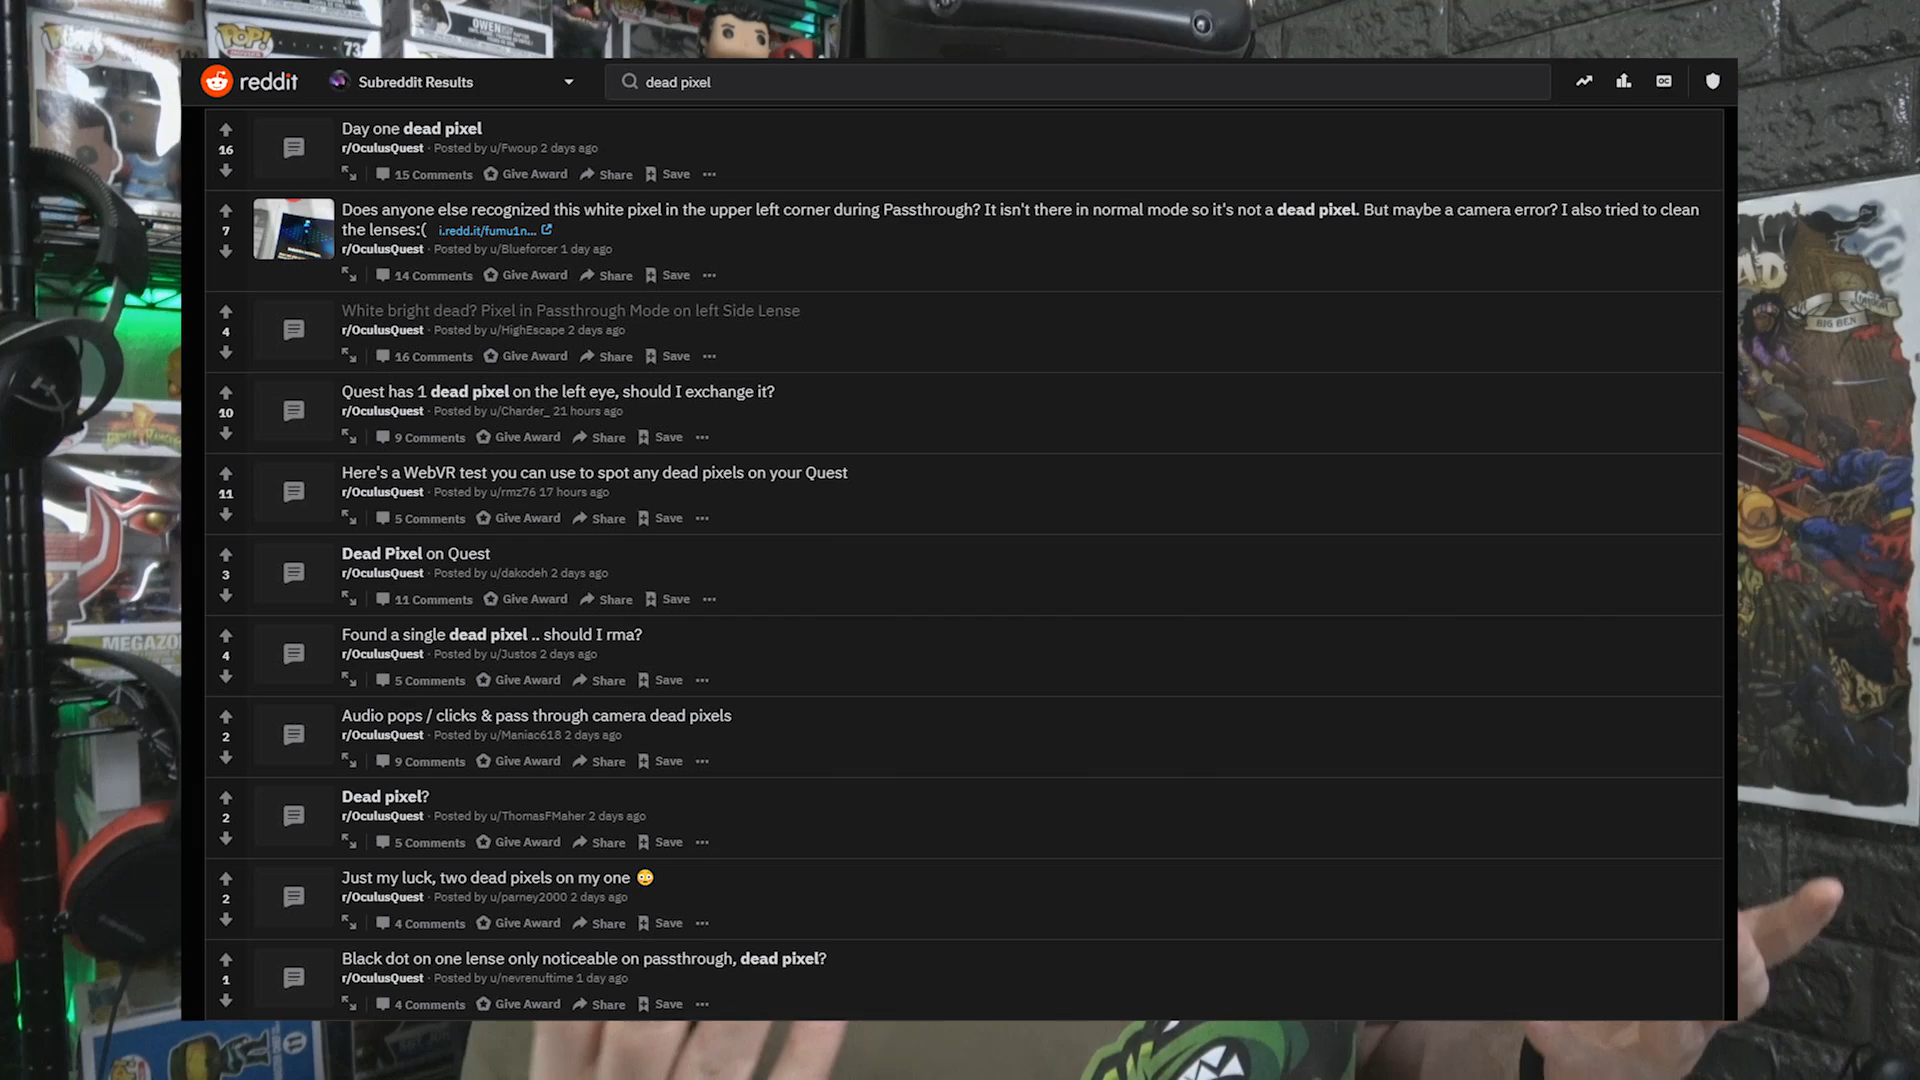 POP!
73
OWEN
reddit
Subreddit Results
dead pixel
OC
16
Day one dead pixel
r/OculusQuest · Posted by u/Fwoup 2 days ago
15 Comments Give Award Share Save ...
7
Does anyone else recognized this white pixel in the upper left corner during Passthrough? It isn't there in normal mode so it's not a dead pixel. But maybe a camera error? I also tried to clean
the lenses:( i.redd.it/fumu1n...
r/OculusQuest · Posted by u/Blueforcer 1 day ago
14 Comments Give Award Share Save ...
4
White bright dead? Pixel in Passthrough Mode on left Side Lense
r/OculusQuest · Posted by u/HighEscape 2 days ago
16 Comments Give Award Share Save ...
10
Quest has 1 dead pixel on the left eye, should I exchange it?
r/OculusQuest · Posted by u/Charder_ 21 hours ago
9 Comments Give Award Share Save ...
11
Here's a WebVR test you can use to spot any dead pixels on your Quest
r/OculusQuest · Posted by u/rmz76 17 hours ago
5 Comments Give Award Share Save ...
3
Dead Pixel on Quest
r/OculusQuest · Posted by u/dakodeh 2 days ago
11 Comments Give Award Share Save ...
4
Found a single dead pixel .. should I rma?
r/OculusQuest · Posted by u/Justos 2 days ago
5 Comments Give Award Share Save ...
2
Audio pops / clicks & pass through camera dead pixels
r/OculusQuest · Posted by u/Maniac618 2 days ago
9 Comments Give Award Share Save ...
2
Dead pixel?
r/OculusQuest · Posted by u/ThomasFMaher 2 days ago
5 Comments Give Award Share Save ...
2
Just my luck, two dead pixels on my one 😳
r/OculusQuest · Posted by u/parney2000 2 days ago
4 Comments Give Award Share Save ...
1
Black dot on one lense only noticeable on passthrough, dead pixel?
r/OculusQuest · Posted by u/nevrenuftime 1 day ago
4 Comments Give Award Share Save ...
MEGAZO
BIG BEN
11